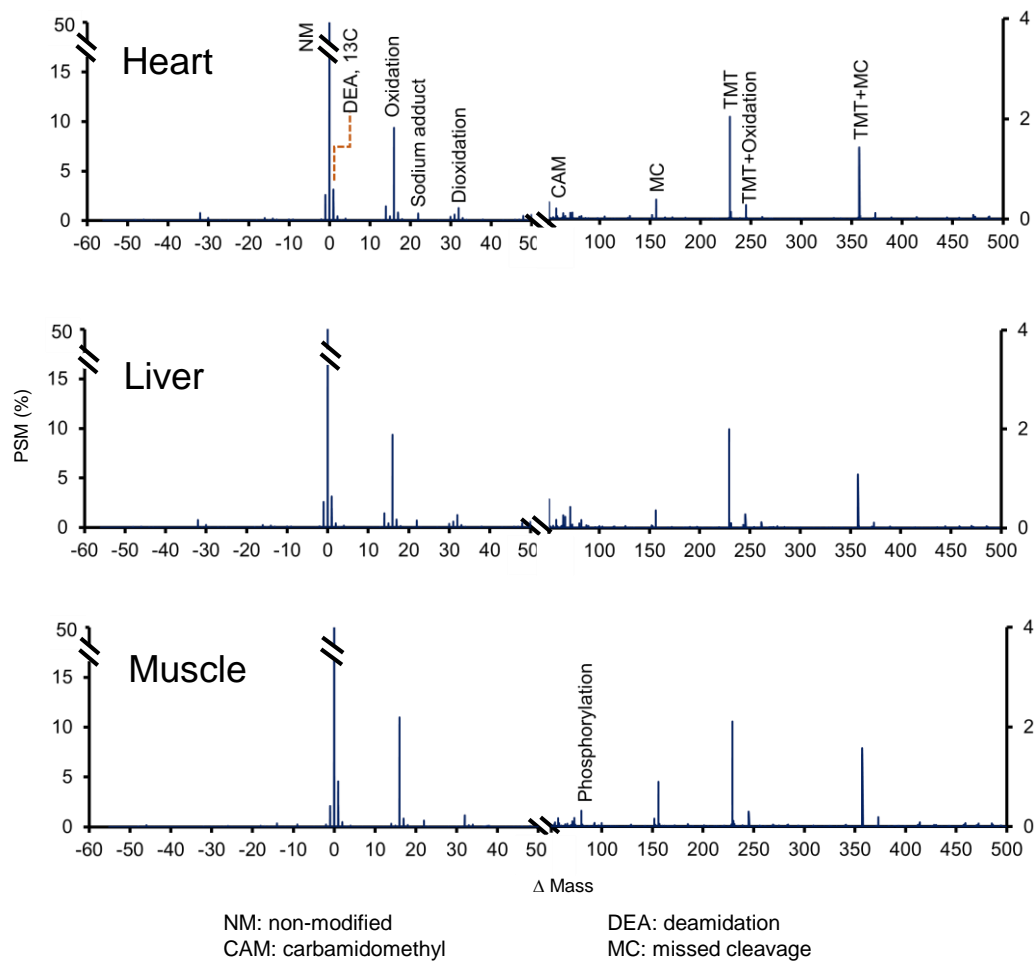 Heart
NM
DEA, 13C
Oxidation
Sodium adduct
Dioxidation
CAM
MC
TMT
TMT+Oxidation
TMT+MC
50
15
10
5
0
4
2
0
-60 -50 -40 -30 -20 -10 0 10 20 30 40 50 100 150 200 250 300 350 400 450 500
Liver
PSM (%)
50
15
10
5
0
4
2
0
-60 -50 -40 -30 -20 -10 0 10 20 30 40 50 100 150 200 250 300 350 400 450 500
Muscle
Phosphorylation
50
15
10
5
0
4
2
0
-60 -50 -40 -30 -20 -10 0 10 20 30 40 50 100 150 200 250 300 350 400 450 500
Δ Mass
NM: non-modified DEA: deamidation
CAM: carbamidomethyl MC: missed cleavage